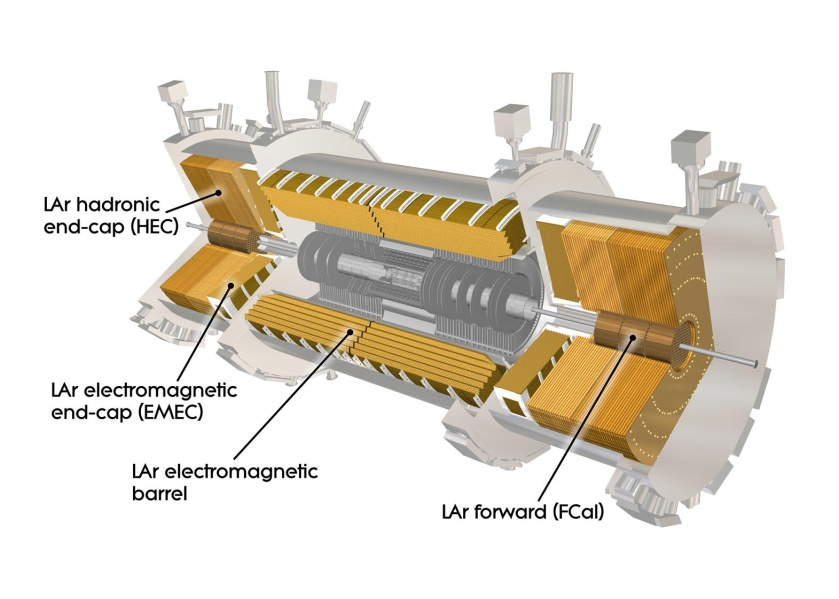 LAr hadronic
end-cap (HEC)
LAr electromagnetic
end-cap (EMEC)
LAr electromagnetic
barrel
LAr forward (FCal)